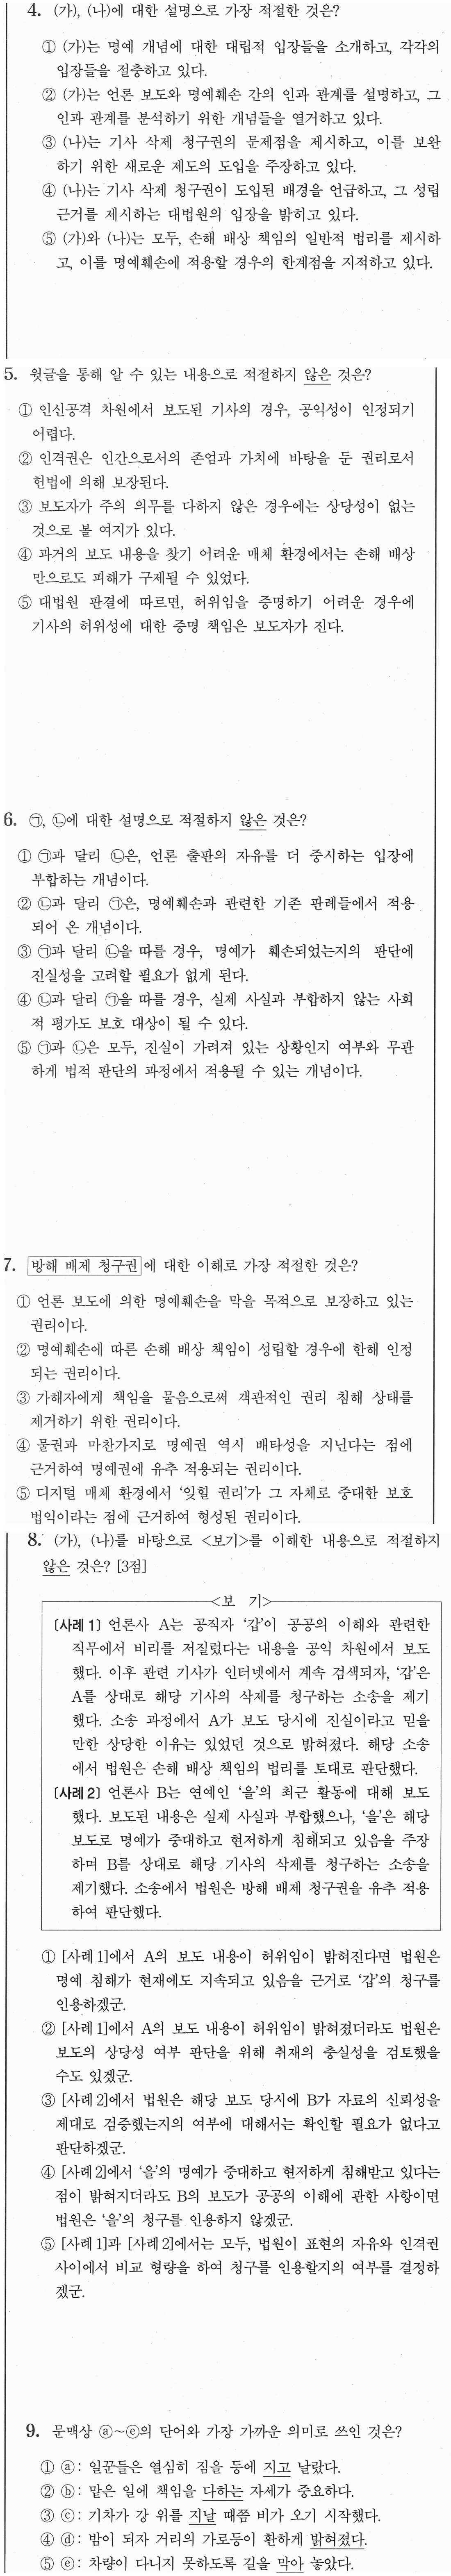 4. (가), (나)에 대한 설명으로 가장 적절한 것은?
① (가)는 명예 개념에 대한 대립적 입장들을 소개하고, 각각의
입장들을 절충하고 있다.
② (가)는 언론 보도와 명예훼손 간의 인과 관계를 설명하고, 그
인과 관계를 분석하기 위한 개념들을 열거하고 있다.
③ (나)는 기사 삭제 청구권의 문제점을 제시하고, 이를 보완
하기 위한 새로운 제도의 도입을 주장하고 있다.
④ (나)는 기사 삭제 청구권이 도입된 배경을 언급하고, 그 성립
근거를 제시하는 대법원의 입장을 밝히고 있다.
⑤ (가)와 (나)는 모두, 손해 배상 책임의 일반적 법리를 제시하
고, 이를 명예훼손에 적용할 경우의 한계점을 지적하고 있다.
5. 윗글을 통해 알 수 있는 내용으로 적절하지 않은 것은?
① 인신공격 차원에서 보도된 기사의 경우, 공익성이 인정되기
어렵다.
② 인격권은 인간으로서의 존엄과 가치에 바탕을 둔 권리로서
헌법에 의해 보장된다.
③ 보도자가 주의 의무를 다하지 않은 경우에는 상당성이 없는
것으로 볼 여지가 있다.
④ 과거의 보도 내용을 찾기 어려운 매체 환경에서는 손해 배상
만으로도 피해가 구제될 수 있었다.
⑤ 대법원 판결에 따르면, 허위임을 증명하기 어려운 경우에
기사의 허위성에 대한 증명 책임은 보도자가 진다.
6. ㉠, ㉡에 대한 설명으로 적절하지 않은 것은?
① ㉠과 달리 ㉡은, 언론 출판의 자유를 더 중시하는 입장에
부합하는 개념이다.
② ㉡과 달리 ㉠은, 명예훼손과 관련한 기존 판례들에서 적용
되어 온 개념이다.
③ ㉠과 달리 ㉡을 따를 경우, 명예가 훼손되었는지의 판단에
진실성을 고려할 필요가 없게 된다.
④ ㉡과 달리 ㉠을 따를 경우, 실제 사실과 부합하지 않는 사회
적 평가도 보호 대상이 될 수 있다.
⑤ ㉠과 ㉡은 모두, 진실이 가려져 있는 상황인지 여부와 무관
하게 법적 판단의 과정에서 적용될 수 있는 개념이다.
7. 방해 배제 청구권에 대한 이해로 가장 적절한 것은?
① 언론 보도에 의한 명예훼손을 막을 목적으로 보장하고 있는
권리이다.
② 명예훼손에 따른 손해 배상 책임이 성립할 경우에 한해 인정
되는 권리이다.
③ 가해자에게 책임을 물음으로써 객관적인 권리 침해 상태를
제거하기 위한 권리이다.
④ 물권과 마찬가지로 명예권 역시 배타성을 지닌다는 점에
근거하여 명예권에 유추 적용되는 권리이다.
⑤ 디지털 매체 환경에서 '잊힐 권리'가 그 자체로 중대한 보호
법익이라는 점에 근거하여 형성된 권리이다.
8. (가), (나)를 바탕으로 <보기>를 이해한 내용으로 적절하지
않은 것은? [3점]
<보 기>
[사례 1] 언론사 A는 공직자 '갑'이 공공의 이해와 관련한
직무에서 비리를 저질렀다는 내용을 공익 차원에서 보도
했다. 이후 관련 기사가 인터넷에서 계속 검색되자, '갑'은
A를 상대로 해당 기사의 삭제를 청구하는 소송을 제기
했다. 소송 과정에서 A가 보도 당시에 진실이라고 믿을
만한 상당한 이유는 있었던 것으로 밝혀졌다. 해당 소송
에서 법원은 손해 배상 책임의 법리를 토대로 판단했다.
[사례 2] 언론사 B는 연예인 '을'의 최근 활동에 대해 보도
했다. 보도된 내용은 실제 사실과 부합했으나, '을'은 해당
보도로 명예가 중대하고 현저하게 침해되고 있음을 주장
하며 B를 상대로 해당 기사의 삭제를 청구하는 소송을
제기했다. 소송에서 법원은 방해 배제 청구권을 유추 적용
하여 판단했다.
① [사례 1]에서 A의 보도 내용이 허위임이 밝혀진다면 법원은
명예 침해가 현재에도 지속되고 있음을 근거로 '갑'의 청구를
인용하겠군.
② [사례 1]에서 A의 보도 내용이 허위임이 밝혀졌더라도 법원은
보도의 상당성 여부 판단을 위해 취재의 충실성을 검토했을
수도 있겠군.
③ [사례 2]에서 법원은 해당 보도 당시에 B가 자료의 신뢰성을
제대로 검증했는지의 여부에 대해서는 확인할 필요가 없다고
판단하겠군.
④ [사례 2]에서 '을'의 명예가 중대하고 현저하게 침해받고 있다는
점이 밝혀지더라도 B의 보도가 공공의 이해에 관한 사항이면
법원은 '을'의 청구를 인용하지 않겠군.
⑤ [사례 1]과 [사례 2]에서는 모두, 법원이 표현의 자유와 인격권
사이에서 비교 형량을 하여 청구를 인용할지의 여부를 결정하
겠군.
9. 문맥상 ⓐ~ⓔ의 단어와 가장 가까운 의미로 쓰인 것은?
① ⓐ: 일꾼들은 열심히 짐을 등에 지고 날랐다.
② ⓑ: 맡은 일에 책임을 다하는 자세가 중요하다.
③ ⓒ: 기차가 강 위를 지날 때쯤 비가 오기 시작했다.
④ ⓓ: 밤이 되자 거리의 가로등이 환하게 밝혀졌다.
⑤ ⓔ: 차량이 다니지 못하도록 길을 막아 놓았다.